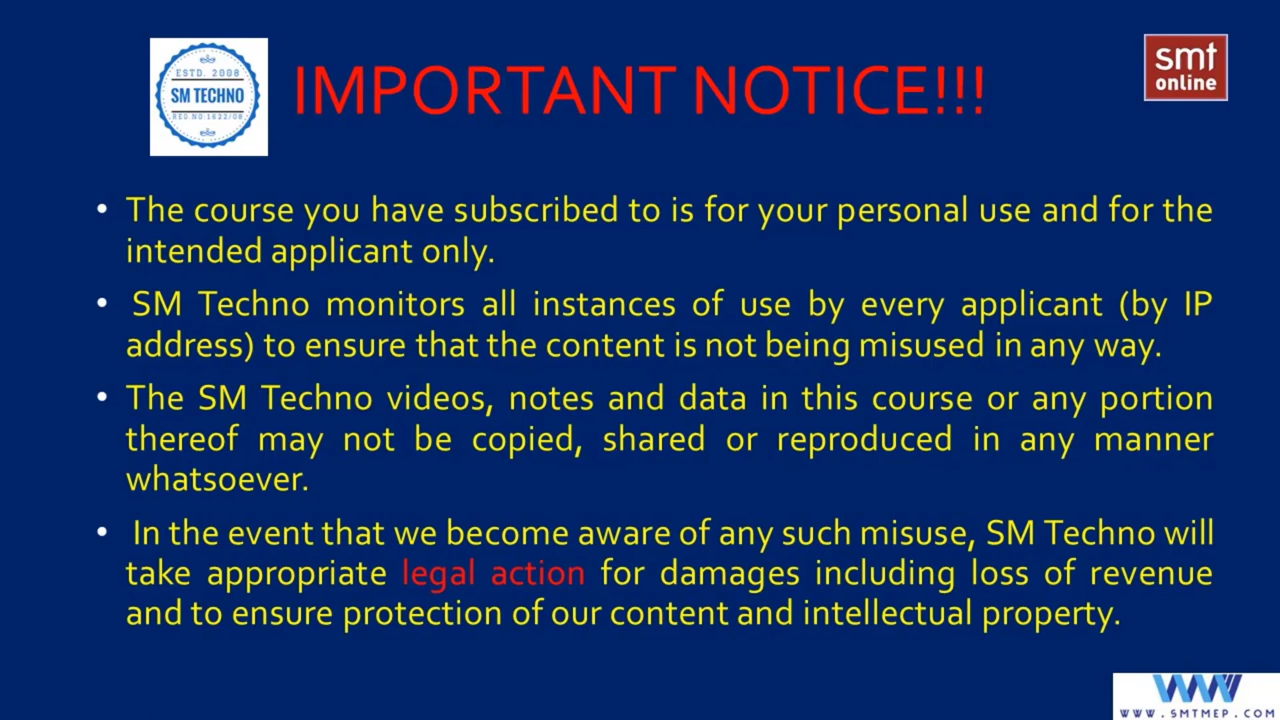 ESTD. 2008
SM TECHNO
REG.NO:1622/08
IMPORTANT NOTICE!!!
smt
online
• The course you have subscribed to is for your personal use and for the
intended applicant only.
• SM Techno monitors all instances of use by every applicant (by IP
address) to ensure that the content is not being misused in any way.
• The SM Techno videos, notes and data in this course or any portion
thereof may not be copied, shared or reproduced in any manner
whatsoever.
• In the event that we become aware of any such misuse, SM Techno will
take appropriate legal action for damages including loss of revenue
and to ensure protection of our content and intellectual property.
WWW.SMTMEP.COM